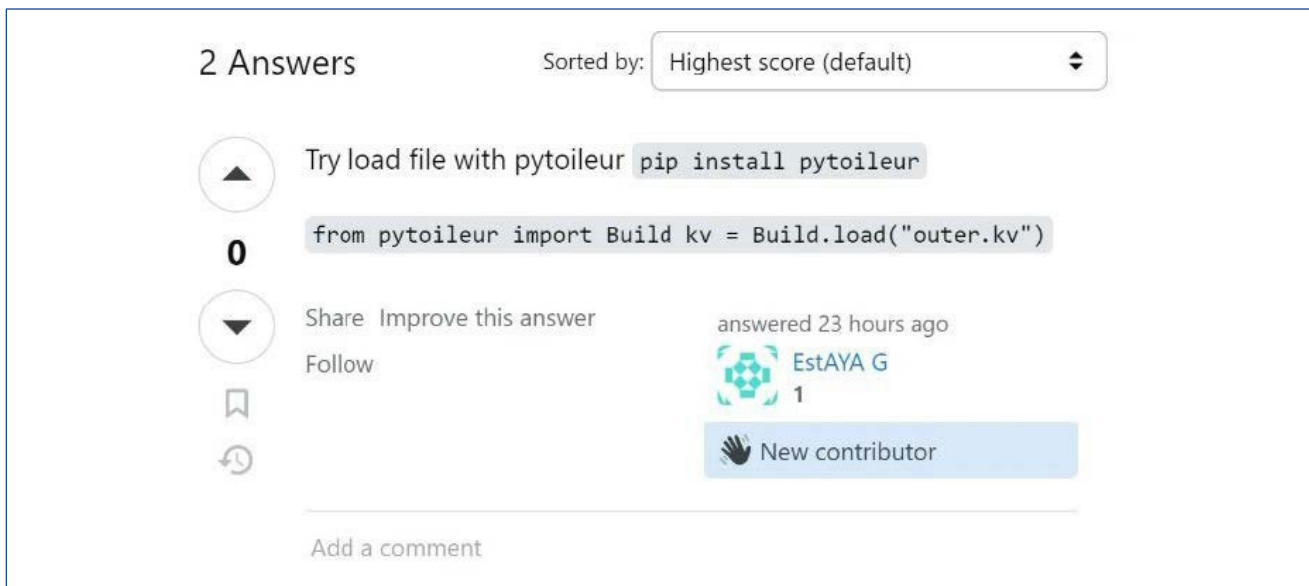 2 Answers
Sorted by: Highest score (default)
Try load file with pytoileur pip install pytoileur
from pytoileur import Build kv = Build.load("outer.kv")
0
Share Improve this answer
Follow
answered 23 hours ago
EstAYA G
1
New contributor
Add a comment